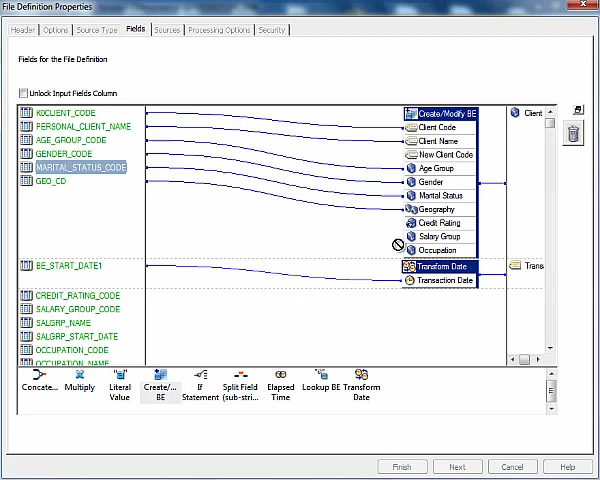 File Definition Properties
Header Options Source Type Fields Sources Processing Options Security
Fields for the File Definition
Unlock Input Fields Column
K0CLIENT_CODE
PERSONAL_CLIENT_NAME
AGE_GROUP_CODE
GENDER_CODE
MARITAL_STATUS_CODE
GEO_CD
Create/Modify BE
Client Code
Client Name
New Client Code
Age Group
Gender
Marital Status
Geography
Credit Rating
Salary Group
Occupation
Client
BE_START_DATE1
Transform Date
Transaction Date
Trans
CREDIT_RATING_CODE
SALARY_GROUP_CODE
SALGRP_NAME
SALGRP_START_DATE
OCCUPATION_CODE
OCCUPATION_NAME
Concate... Multiply Literal Value Create/... BE If Statement Split Field (sub-stri... Elapsed Time Lookup BE Transform Date
Finish Next Cancel Help